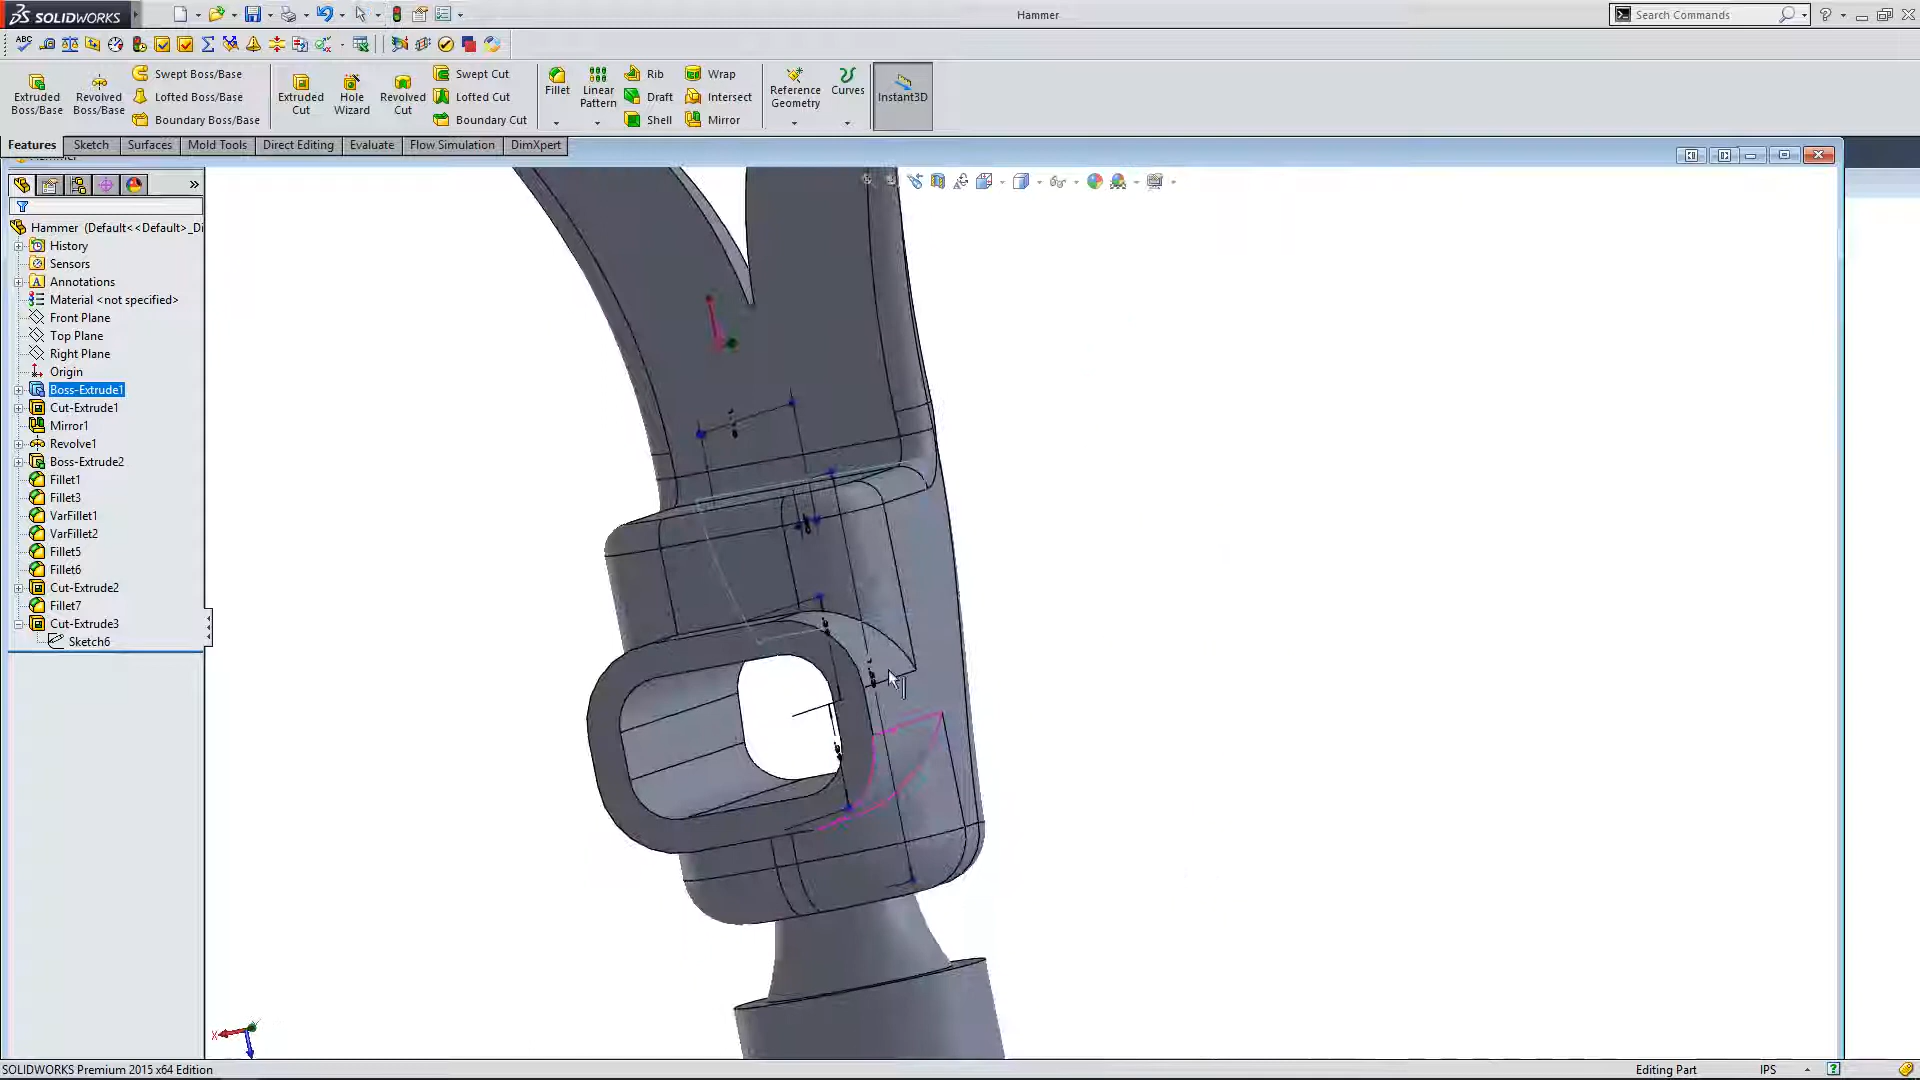 SOLIDWORKS
Hammer
Search Commands
Extruded Boss/Base
Revolved Boss/Base
Swept Boss/Base
Lofted Boss/Base
Boundary Boss/Base
Extruded Cut
Hole Wizard
Revolved Cut
Swept Cut
Lofted Cut
Boundary Cut
Fillet
Linear Pattern
Rib
Draft
Shell
Wrap
Intersect
Mirror
Reference Geometry
Curves
Instant3D
Features
Sketch
Surfaces
Mold Tools
Direct Editing
Evaluate
Flow Simulation
DimXpert
Hammer (Default<<Default>_Di
History
Sensors
Annotations
Material <not specified>
Front Plane
Top Plane
Right Plane
Origin
Boss-Extrude1
Cut-Extrude1
Mirror1
Revolve1
Boss-Extrude2
Fillet1
Fillet3
VarFillet1
VarFillet2
Fillet5
Fillet6
Cut-Extrude2
Fillet7
Cut-Extrude3
Sketch6
X
SOLIDWORKS Premium 2015 x64 Edition
Editing Part
IPS